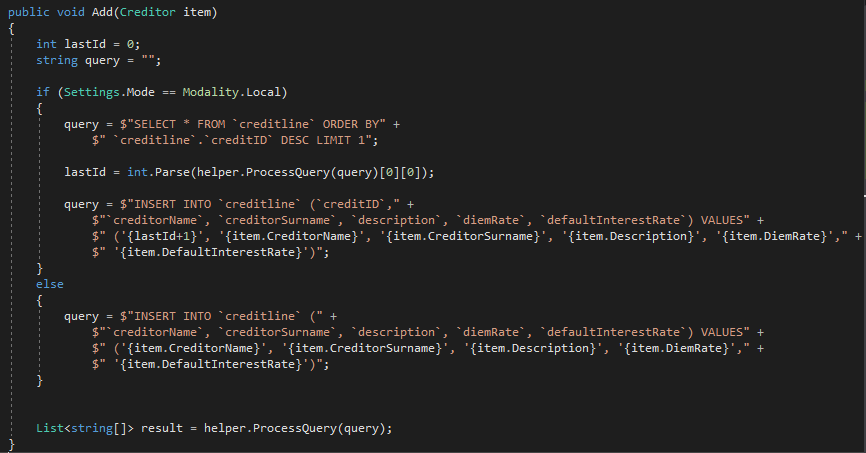 public void Add(Creditor item)
{
int lastId = 0;
string query = "";
if (Settings.Mode == Modality.Local)
{
query = $"SELECT * FROM `creditline` ORDER BY" +
$" `creditline`.`creditID` DESC LIMIT 1";
lastId = int.Parse(helper.ProcessQuery(query)[0][0]);
query = $"INSERT INTO `creditline` (`creditID`," +
$"`creditorName`, `creditorSurname`, `description`, `diemRate`, `defaultInterestRate`) VALUES" +
$" ('{lastId+1}', '{item.CreditorName}', '{item.CreditorSurname}', '{item.Description}', '{item.DiemRate}'," +
$" '{item.DefaultInterestRate}')";
}
else
{
query = $"INSERT INTO `creditline` (" +
$"`creditorName`, `creditorSurname`, `description`, `diemRate`, `defaultInterestRate`) VALUES" +
$" ('{item.CreditorName}', '{item.CreditorSurname}', '{item.Description}', '{item.DiemRate}'," +
$" '{item.DefaultInterestRate}')";
}
List<string[]> result = helper.ProcessQuery(query);
}